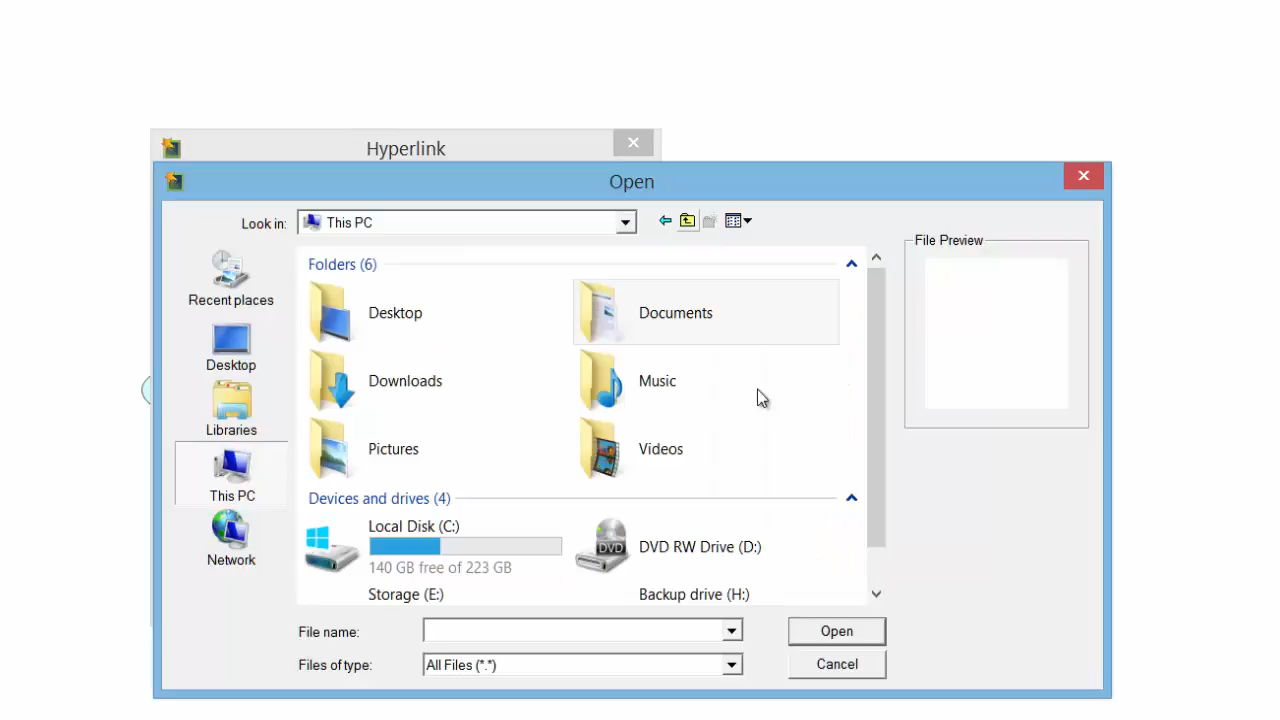 Hyperlink
Open
Look in: This PC
File Preview
Recent places
Desktop
Libraries
This PC
Network
Folders (6)
Desktop
Documents
Downloads
Music
Pictures
Videos
Devices and drives (4)
Local Disk (C:)
140 GB free of 223 GB
DVD
DVD RW Drive (D:)
Storage (E:)
Backup drive (H:)
File name:
Open
Files of type: All Files (*.*)
Cancel